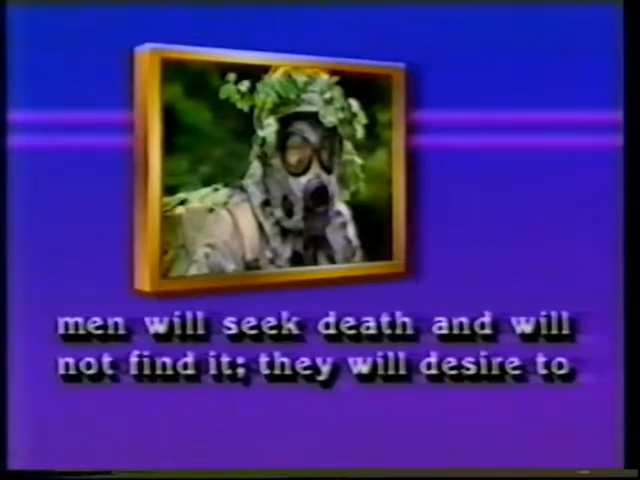 men will seek death and will
not find it; they will desire to